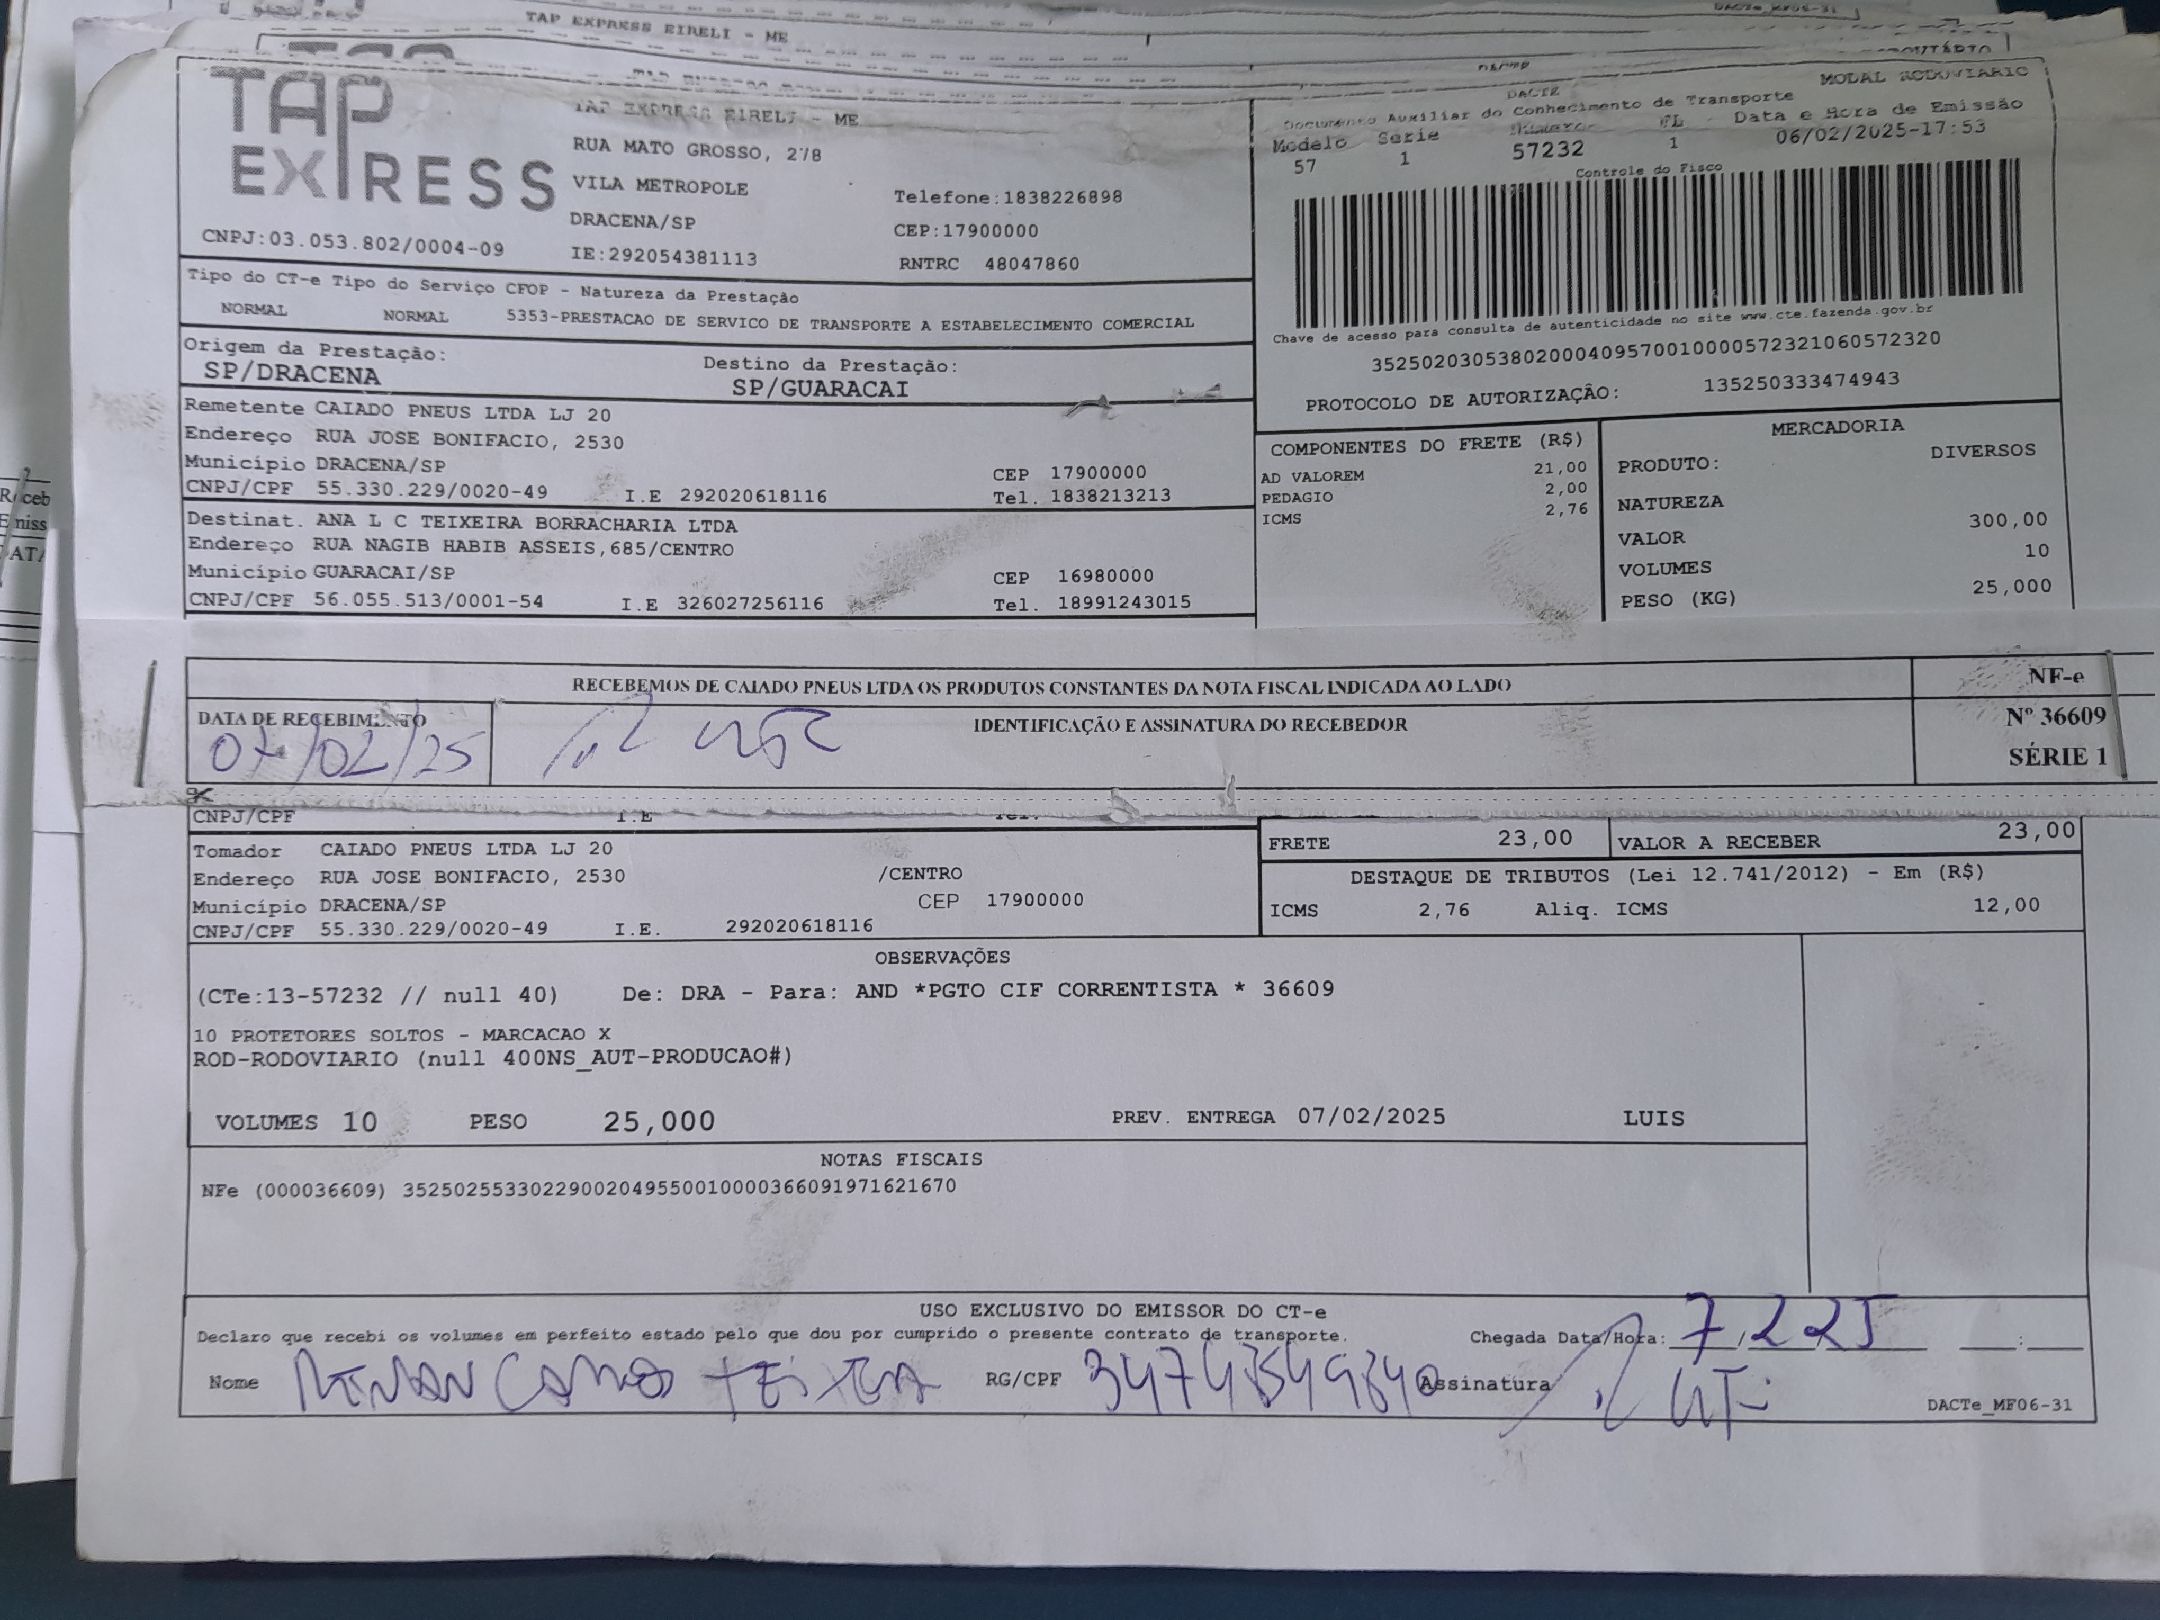 TAP EXPRESS EIRELI - ME
TAP EXPRESS
TAP EXPRESS EIRELI - ME
RUA MATO GROSSO, 278
VILA METROPOLE
Telefone:1838226898
DRACENA/SP
CEP:17900000
CNPJ:03.053.802/0004-09
IE:292054381113
RNTRC 48047860
DACTE
MODAL RODOVIARIO
Documento Auxiliar do Conhecimento de Transporte
Modelo Serie Número FL Data e Hora de Emissão
57 1 57232 1 06/02/2025-17:53
Controle do Fisco
Chave de acesso para consulta de autenticidade no site www.cte.fazenda.gov.br
35250203053802000409570010000572321060572320
PROTOCOLO DE AUTORIZAÇÃO: 135250333474943
Tipo do CT-e Tipo do Serviço CFOP - Natureza da Prestação
NORMAL NORMAL 5353-PRESTACAO DE SERVICO DE TRANSPORTE A ESTABELECIMENTO COMERCIAL
Origem da Prestação: Destino da Prestação:
SP/DRACENA SP/GUARACAI
Remetente CAIADO PNEUS LTDA LJ 20
Endereço RUA JOSE BONIFACIO, 2530
Município DRACENA/SP CEP 17900000
CNPJ/CPF 55.330.229/0020-49 I.E 292020618116 Tel. 1838213213
Destinat. ANA L C TEIXEIRA BORRACHARIA LTDA
Endereço RUA NAGIB HABIB ASSEIS,685/CENTRO
Município GUARACAI/SP CEP 16980000
CNPJ/CPF 56.055.513/0001-54 I.E 326027256116 Tel. 18991243015
COMPONENTES DO FRETE (R$)
AD VALOREM 21,00
PEDAGIO 2,00
ICMS 2,76
MERCADORIA
PRODUTO: DIVERSOS
NATUREZA
VALOR 300,00
VOLUMES 10
PESO (KG) 25,000
RECEBEMOS DE CAIADO PNEUS LTDA OS PRODUTOS CONSTANTES DA NOTA FISCAL INDICADA AO LADO
NF-e
Nº 36609
SÉRIE 1
DATA DE RECEBIMENTO
07/02/25
IDENTIFICAÇÃO E ASSINATURA DO RECEBEDOR
CNPJ/CPF I.E
Tomador CAIADO PNEUS LTDA LJ 20
Endereço RUA JOSE BONIFACIO, 2530 /CENTRO
Município DRACENA/SP CEP 17900000
CNPJ/CPF 55.330.229/0020-49 I.E. 292020618116
FRETE 23,00 VALOR A RECEBER 23,00
DESTAQUE DE TRIBUTOS (Lei 12.741/2012) - Em (R$)
ICMS 2,76 Aliq. ICMS 12,00
OBSERVAÇÕES
(CTe:13-57232 // null 40) De: DRA - Para: AND *PGTO CIF CORRENTISTA * 36609
10 PROTETORES SOLTOS - MARCACAO X
ROD-RODOVIARIO (null 400NS_AUT-PRODUCAO#)
VOLUMES 10 PESO 25,000 PREV. ENTREGA 07/02/2025 LUIS
NOTAS FISCAIS
NFe (000036609) 35250255330229002049550010000366091971621670
USO EXCLUSIVO DO EMISSOR DO CT-e
Declaro que recebi os volumes em perfeito estado pelo que dou por cumprido o presente contrato de transporte. Chegada Data/Hora: 7/2 25 :
Nome RENAN CAMOS TEIXEIRA RG/CPF 34743549840 Assinatura
DACTe_MF06-31